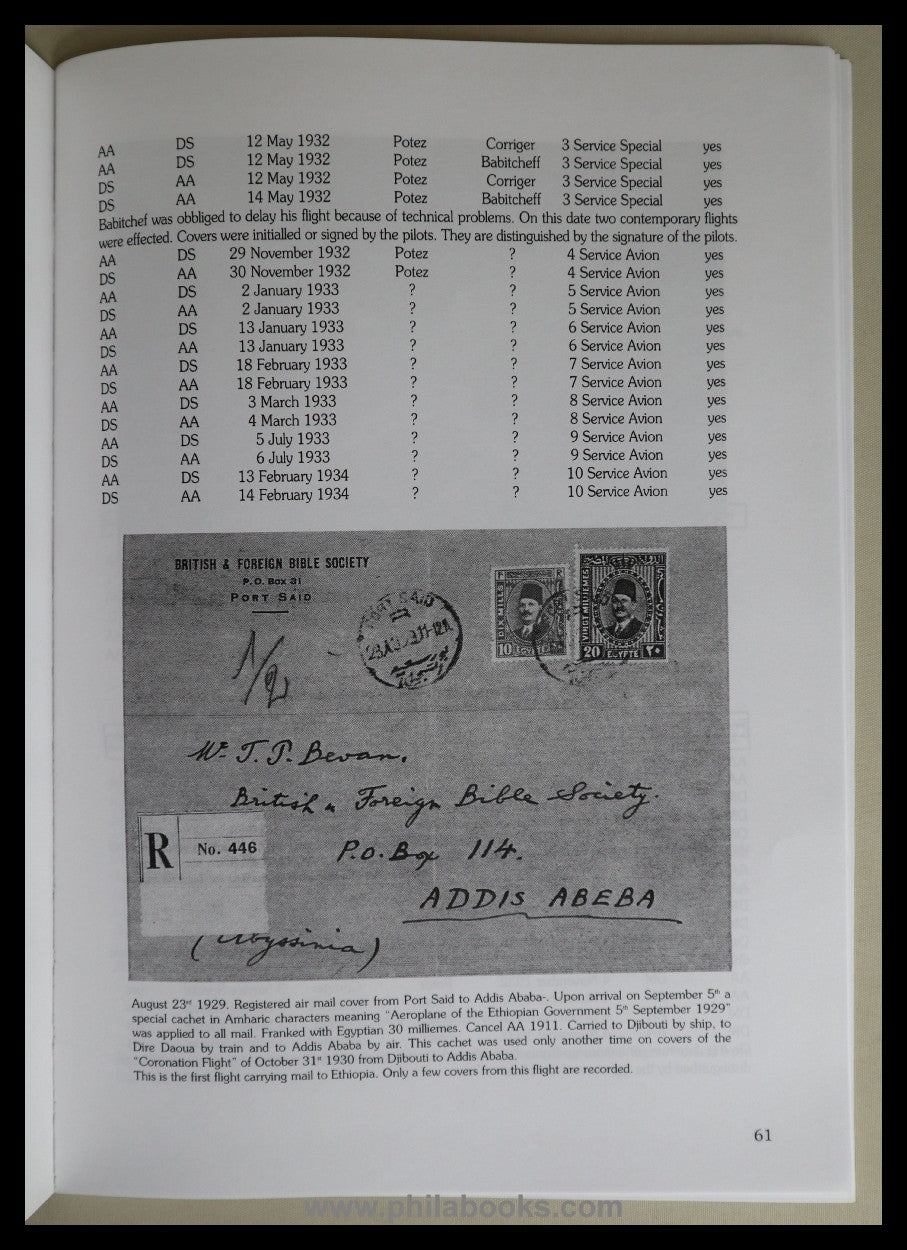 AA DS 12 May 1932 Potez Corriger 3 Service Special yes
AA DS 12 May 1932 Potez Babitcheff 3 Service Special yes
DS AA 12 May 1932 Potez Corriger 3 Service Special yes
DS AA 14 May 1932 Potez Babitcheff 3 Service Special yes
Babitchef was obbliged to delay his flight because of technical problems. On this date two contemporary flights
were effected. Covers were initialled or signed by the pilots. They are distinguished by the signature of the pilots.
AA DS 29 November 1932 Potez ? 4 Service Avion yes
DS AA 30 November 1932 Potez ? 4 Service Avion yes
AA DS 2 January 1933 ? ? 5 Service Avion yes
DS AA 2 January 1933 ? ? 5 Service Avion yes
AA DS 13 January 1933 ? ? 6 Service Avion yes
DS AA 13 January 1933 ? ? 6 Service Avion yes
AA DS 18 February 1933 ? ? 7 Service Avion yes
DS AA 18 February 1933 ? ? 7 Service Avion yes
AA DS 3 March 1933 ? ? 8 Service Avion yes
DS AA 4 March 1933 ? ? 8 Service Avion yes
AA DS 5 July 1933 ? ? 9 Service Avion yes
DS AA 6 July 1933 ? ? 9 Service Avion yes
AA DS 13 February 1934 ? ? 10 Service Avion yes
DS AA 14 February 1934 ? ? 10 Service Avion yes
BRITISH & FOREIGN BIBLE SOCIETY
P.O. Box 31
PORT SAID
PORT SAID
بورسعيد
DIX MILLS
10 EGYPTE
VINGT MILLIEMES
20 EGYPTE ٢٠
1/2
Mr. T. P. Bevan.
British & Foreign Bible Society.
P.O. Box 114.
ADDIS ABEBA
R No. 446
(Abyssinia)
August 23rd 1929. Registered air mail cover from Port Said to Addis Ababa-. Upon arrival on September 5th a
special cachet in Amharic characters meaning "Aeroplane of the Ethiopian Government 5th September 1929"
was applied to all mail. Franked with Egyptian 30 milliemes. Cancel AA 1911. Carried to Djibouti by ship, to
Dire Daoua by train and to Addis Ababa by air. This cachet was used only another time on covers of the
"Coronation Flight" of October 31st 1930 from Djibouti to Addis Ababa.
This is the first flight carrying mail to Ethiopia. Only a few covers from this flight are recorded.
61
www.philabooks.com